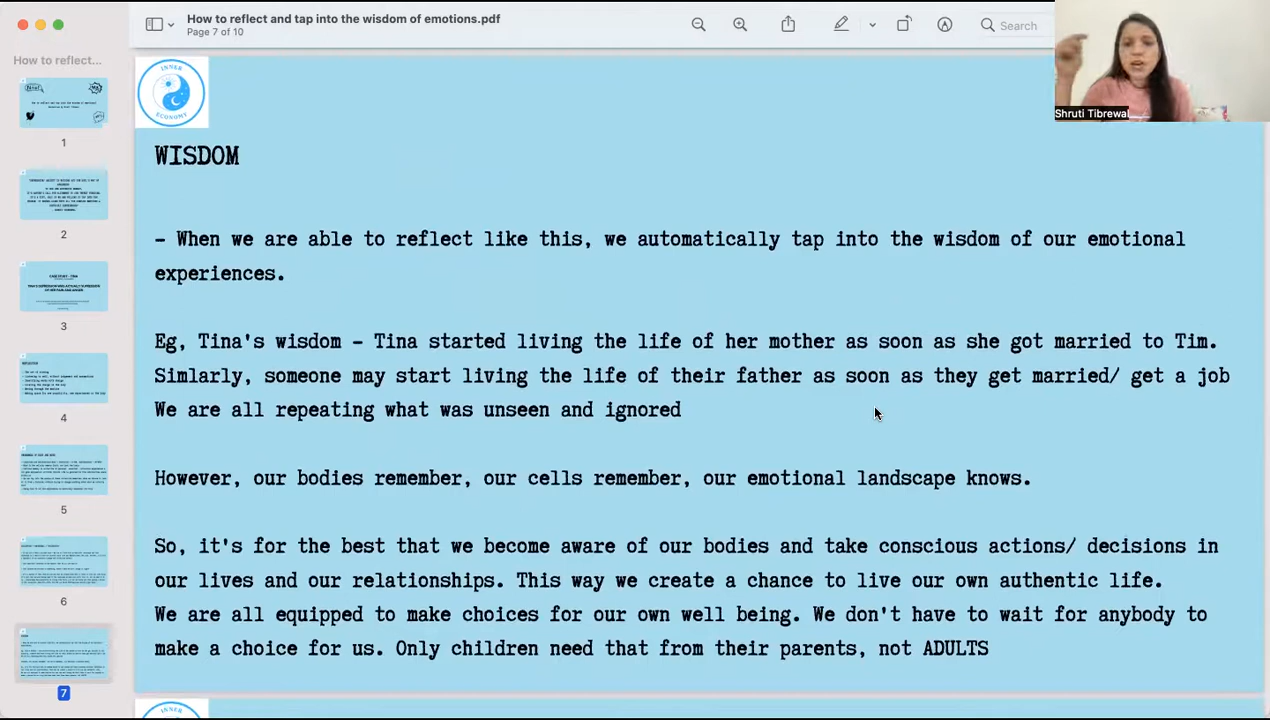 How to reflect and tap into the wisdom of emotions.pdf
Page 7 of 10
Search
How to reflect...
Shruti Tibrewal
INNER
ECONOMY
WISDOM
- When we are able to reflect like this, we automatically tap into the wisdom of our emotional
experiences.
Eg, Tina's wisdom - Tina started living the life of her mother as soon as she got married to Tim.
Simlarly, someone may start living the life of their father as soon as they get married/ get a job
We are all repeating what was unseen and ignored
However, our bodies remember, our cells remember, our emotional landscape knows.
So, it's for the best that we become aware of our bodies and take conscious actions/ decisions in
our lives and our relationships. This way we create a chance to live our own authentic life.
We are all equipped to make choices for our own well being. We don't have to wait for anybody to
make a choice for us. Only children need that from their parents, not ADULTS
1
2
3
4
5
6
7
INNER